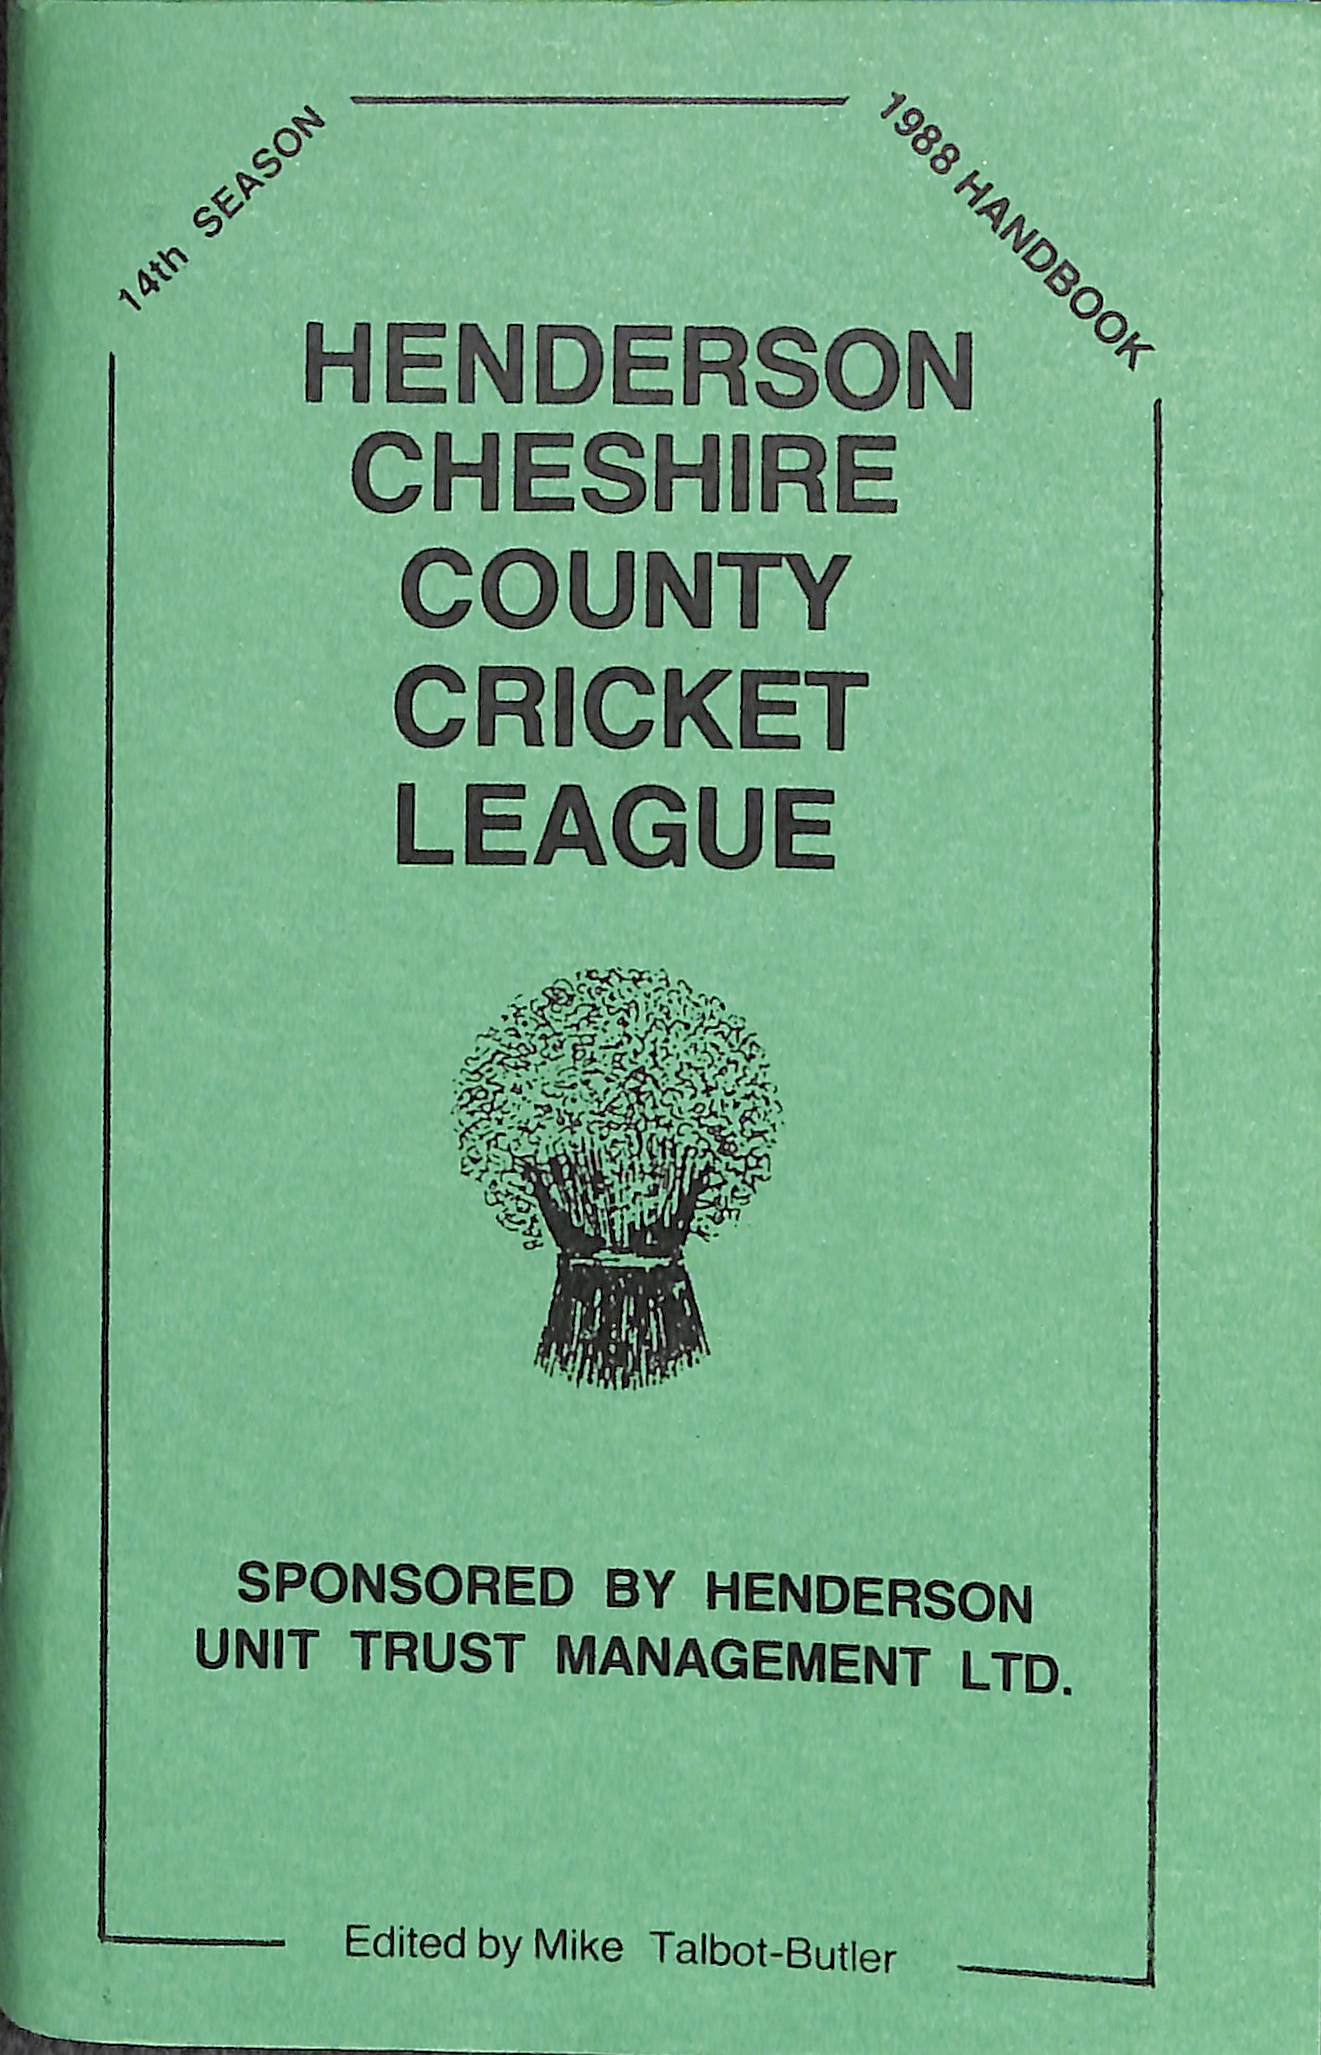 14th SEASON
1988 HANDBOOK
HENDERSON
CHESHIRE
COUNTY
CRICKET
LEAGUE
SPONSORED BY HENDERSON
UNIT TRUST MANAGEMENT LTD.
Edited by Mike Talbot-Butler